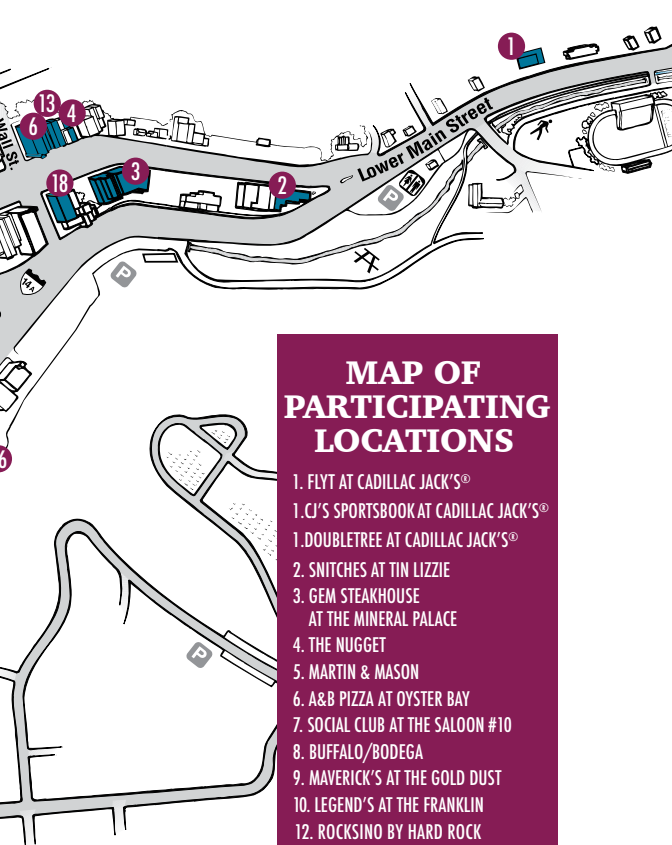 1
13
4
6
Wall St.
Lower Main Street
3
18
2
P
14A
P
6
P
MAP OF
PARTICIPATING
LOCATIONS
1. FLYT AT CADILLAC JACK'S®
1.CJ'S SPORTSBOOK AT CADILLAC JACK'S®
1.DOUBLETREE AT CADILLAC JACK'S®
2. SNITCHES AT TIN LIZZIE
3. GEM STEAKHOUSE
AT THE MINERAL PALACE
4. THE NUGGET
5. MARTIN & MASON
6. A&B PIZZA AT OYSTER BAY
7. SOCIAL CLUB AT THE SALOON #10
8. BUFFALO/BODEGA
9. MAVERICK'S AT THE GOLD DUST
10. LEGEND'S AT THE FRANKLIN
12. ROCKSINO BY HARD ROCK